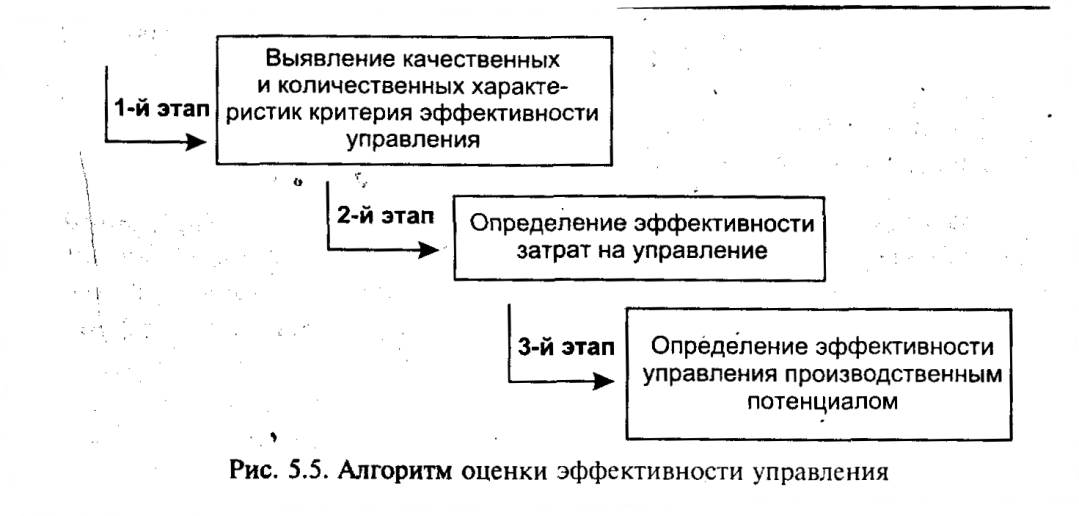 Выявление качественных
и количественных характе-
1-й этап
ристик критерия эффективности
управления
2-й этап
Определение эффективности
затрат на управление
3-й этап
Определение эффективности
управления производственным
потенциалом
Рис. 5.5. Алгоритм оценки эффективности управления